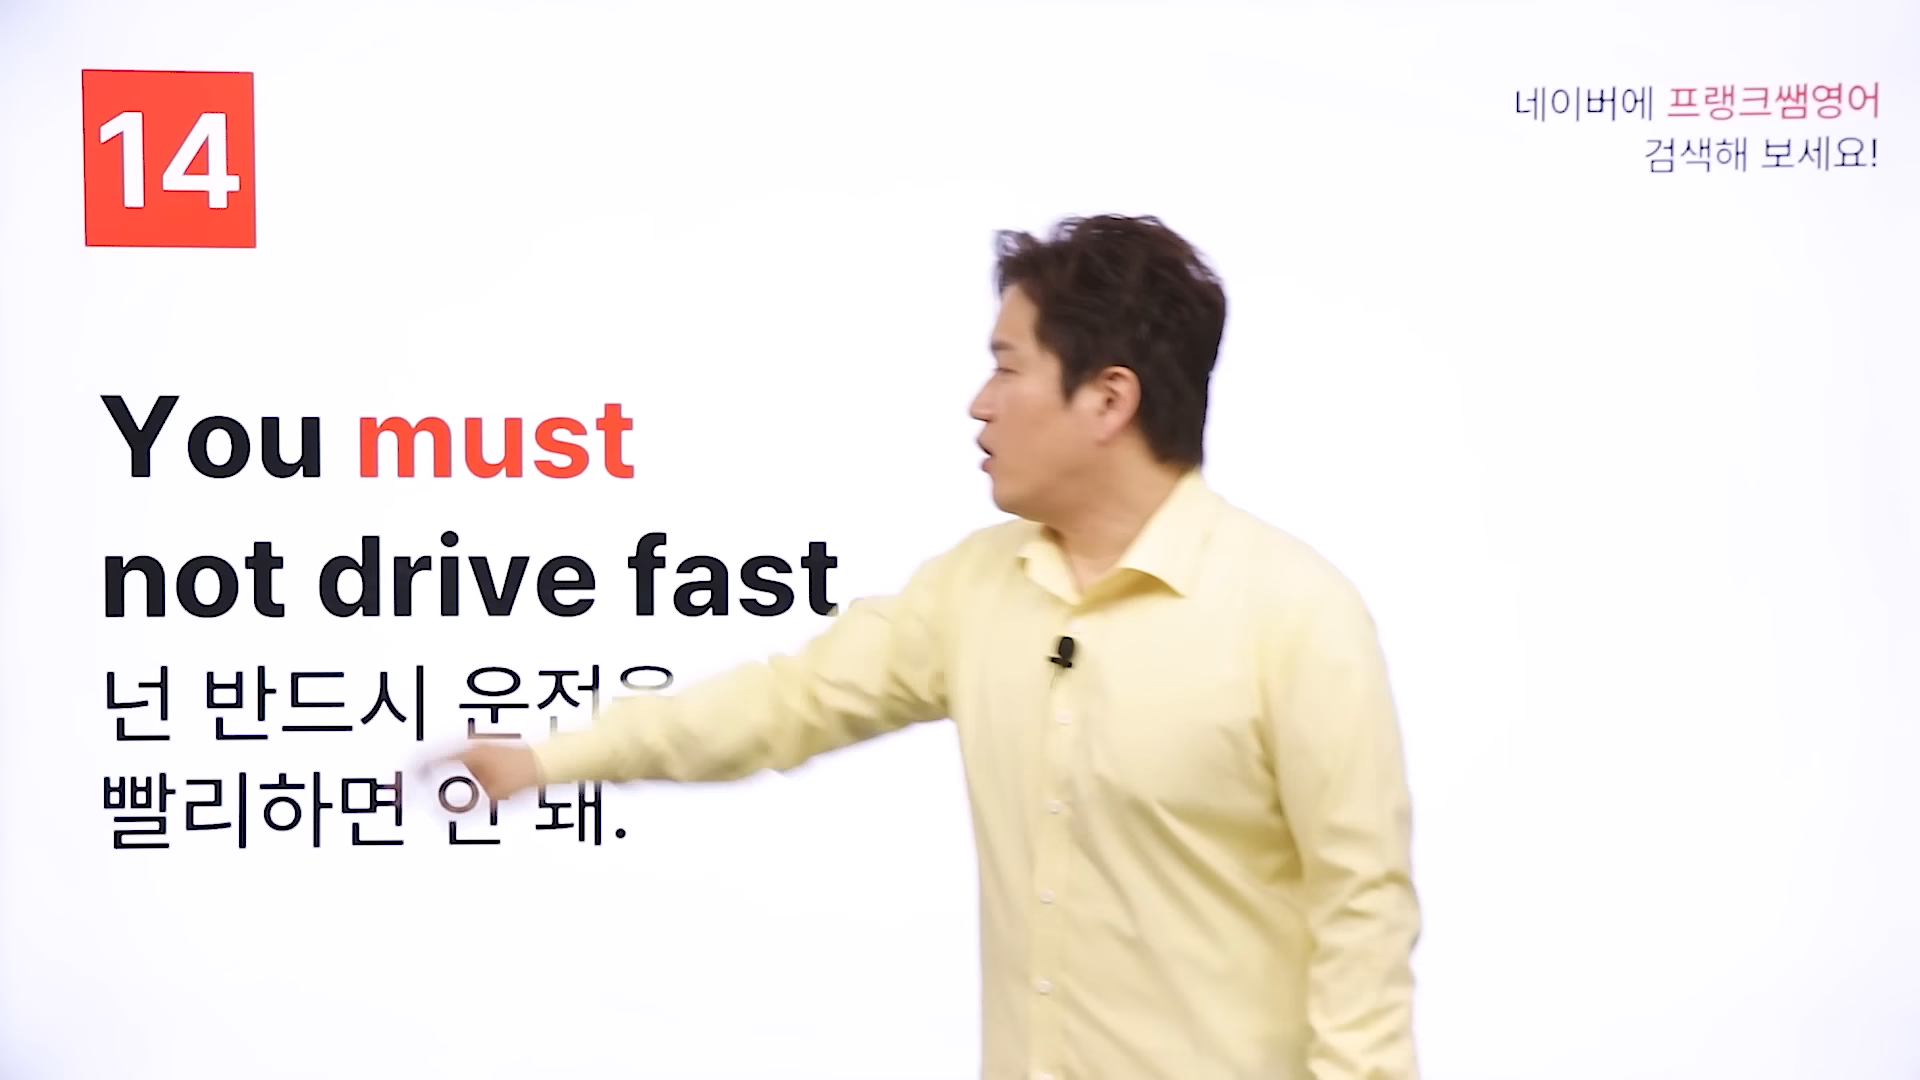 14
네이버에 프랭크쌤영어
검색해 보세요!
You must
not drive fast
넌 반드시 운전을
빨리하면 안 돼.